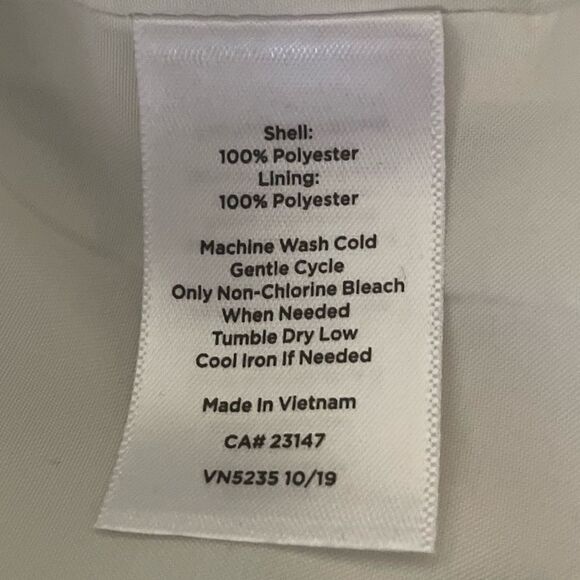 Shell:
100% Polyester
Lining:
100% Polyester
Machine Wash Cold
Gentle Cycle
Only Non-Chlorine Bleach
When Needed
Tumble Dry Low
Cool Iron If Needed
Made In Vietnam
CA# 23147
VN5235 10/19